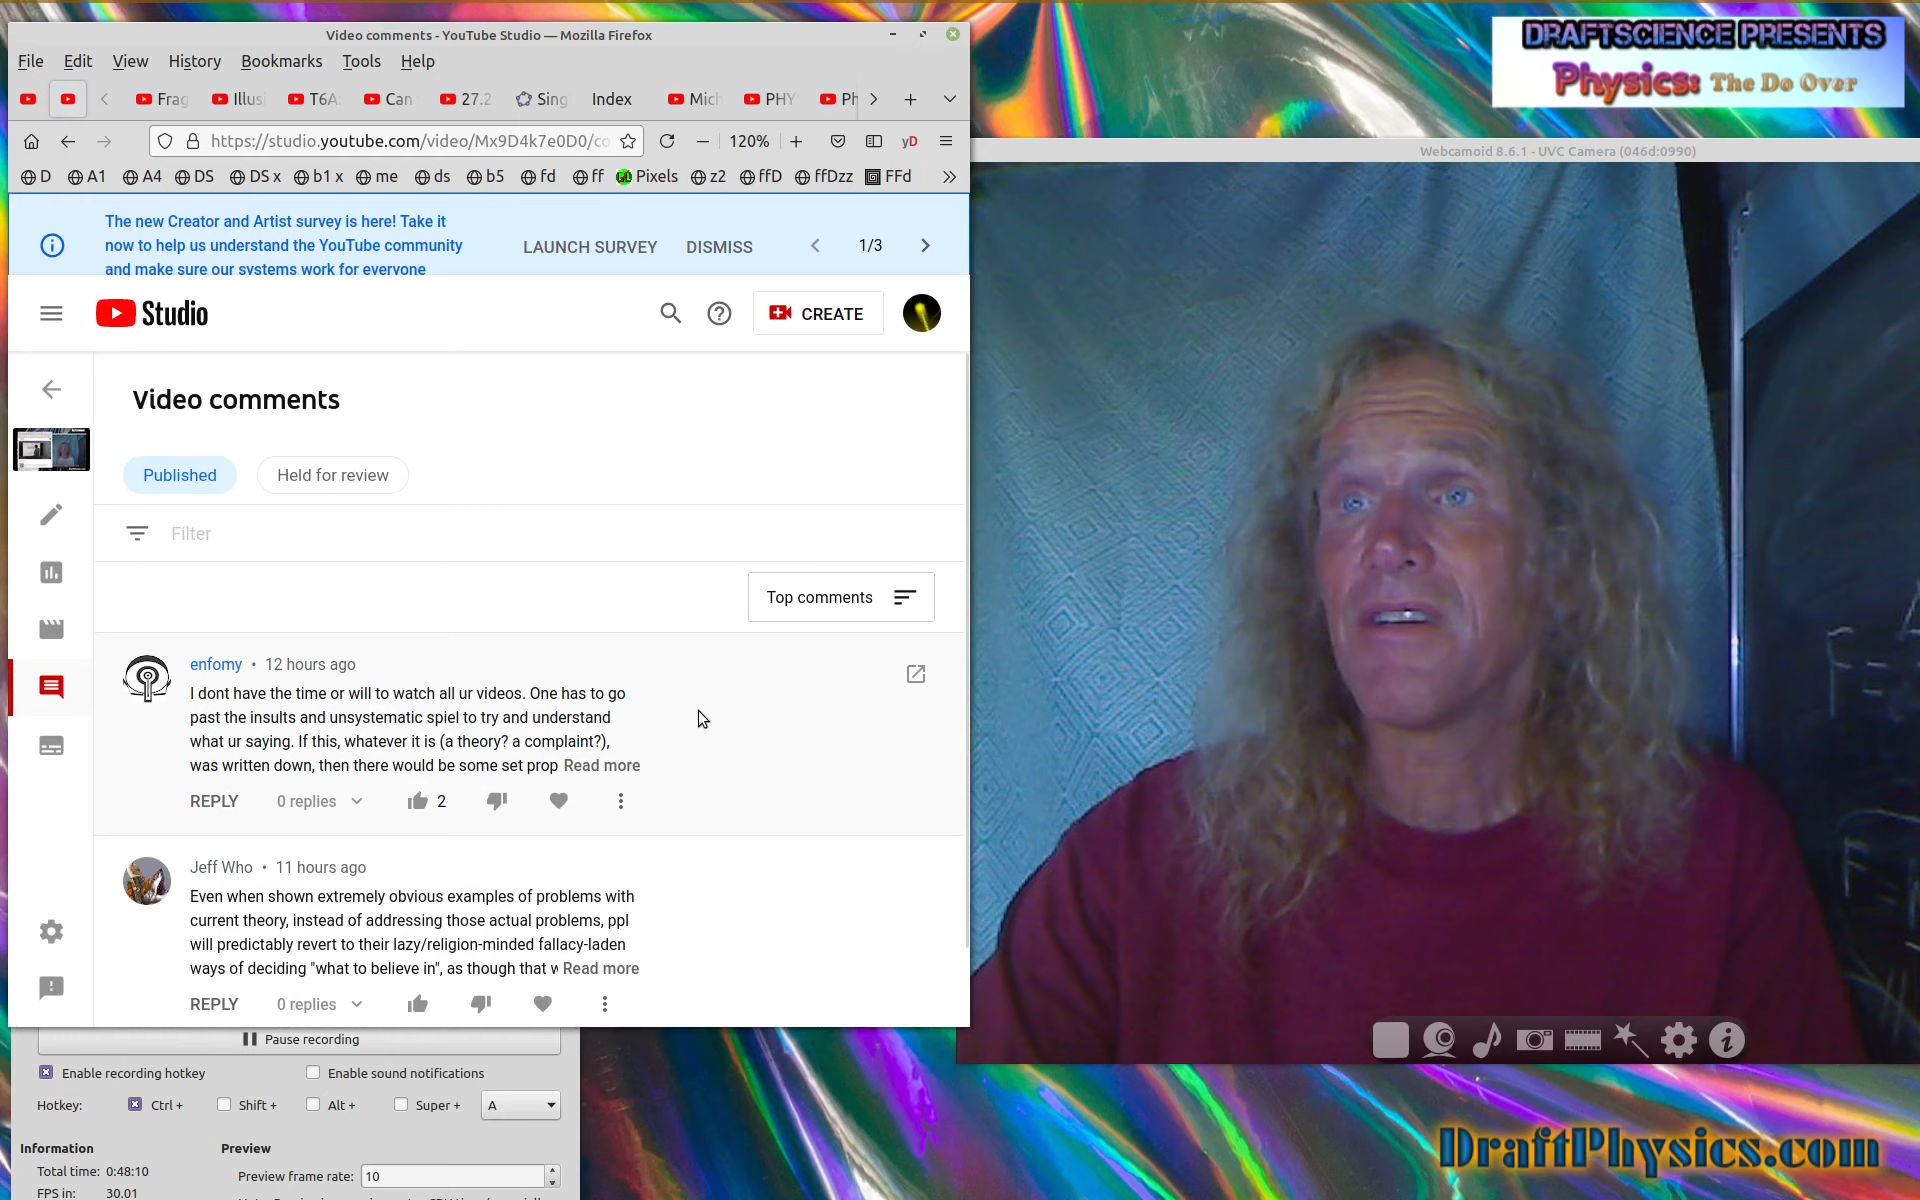 Video comments - YouTube Studio — Mozilla Firefox
File Edit View History Bookmarks Tools Help
Frag Illus T6A Can 27.2 Sing Index Mich PHY Ph
https://studio.youtube.com/video/Mx9D4k7e0D0/co 120% yD
D A1 A4 DS DS x b1 x me ds b5 fd ff Pixels z2 ffD ffDzz FFd
The new Creator and Artist survey is here! Take it
now to help us understand the YouTube community
and make sure our systems work for everyone
LAUNCH SURVEY DISMISS 1/3
Studio CREATE
Video comments
Published Held for review
Filter
Top comments
enfomy • 12 hours ago
I dont have the time or will to watch all ur videos. One has to go
past the insults and unsystematic spiel to try and understand
what ur saying. If this, whatever it is (a theory? a complaint?),
was written down, then there would be some set prop Read more
REPLY 0 replies 2
Jeff Who • 11 hours ago
Even when shown extremely obvious examples of problems with
current theory, instead of addressing those actual problems, ppl
will predictably revert to their lazy/religion-minded fallacy-laden
ways of deciding "what to believe in", as though that w Read more
REPLY 0 replies
Pause recording
Enable recording hotkey Enable sound notifications
Hotkey: Ctrl + Shift + Alt + Super + A
Information Preview
Total time: 0:48:10
Preview frame rate: 10
FPS in: 30.01
DRAFTSCIENCE PRESENTS
Physics: The Do Over
Webcamoid 8.6.1 - UVC Camera (046d:0990)
DraftPhysics.com